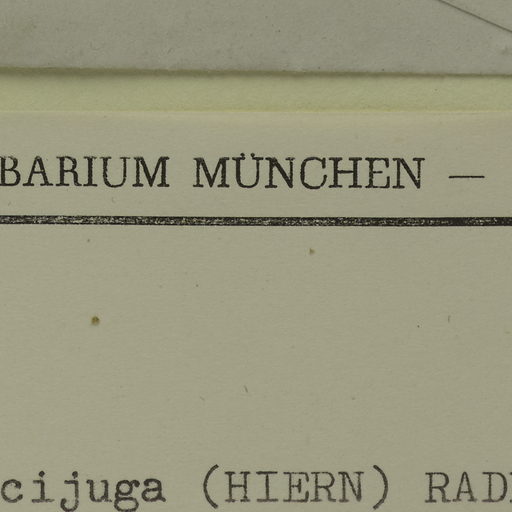 BARIUM MÜNCHEN —
cijuga (HIERN) RAD